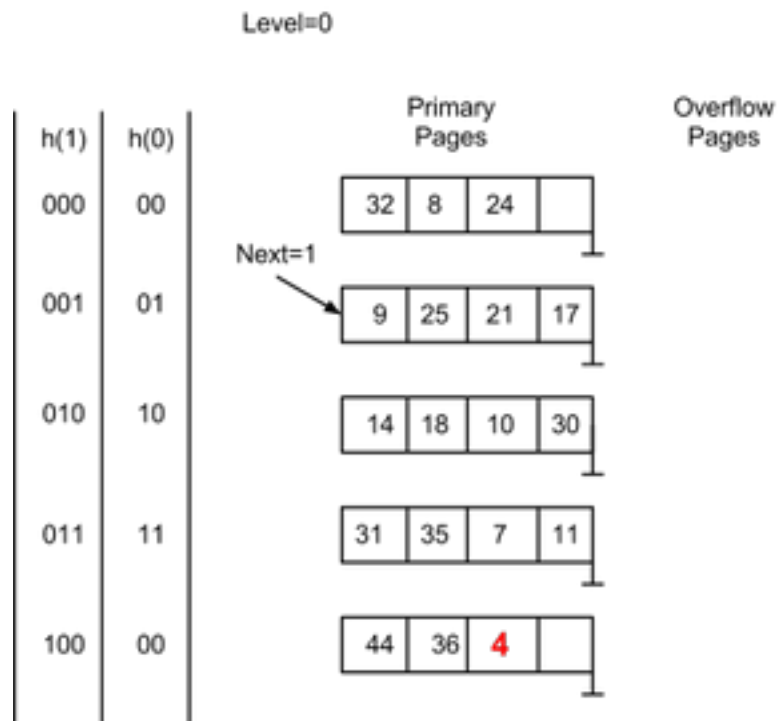 Level=0
h(1) h(0) Primary Pages Overflow Pages
000 00 32 8 24
Next=1
001 01 9 25 21 17
010 10 14 18 10 30
011 11 31 35 7 11
100 00 44 36 4